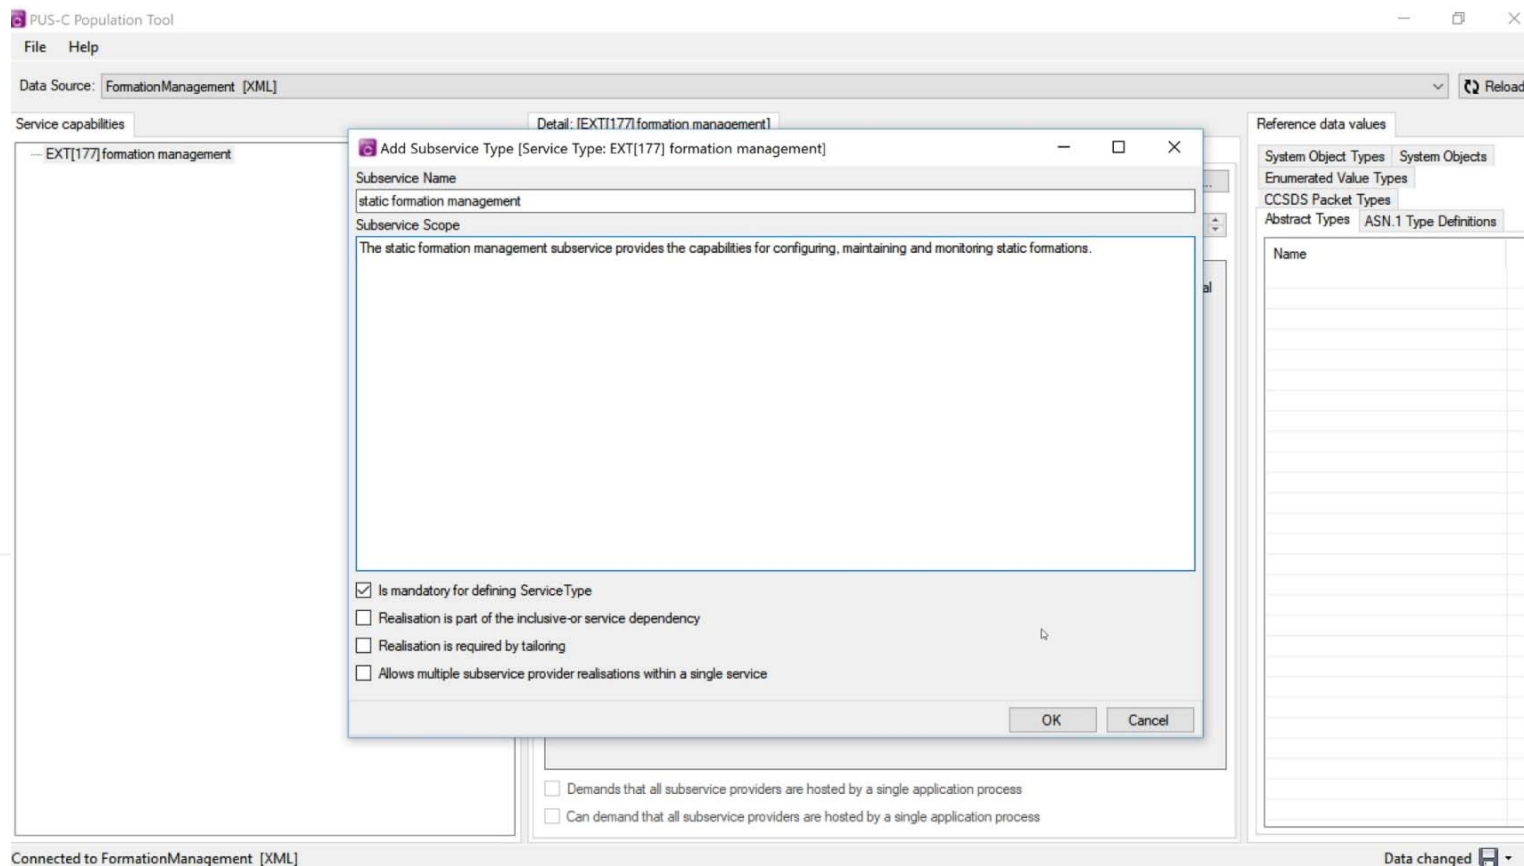 PUS-C Population Tool
File Help
Data Source: FormationManagement [XML]
Reload
Service capabilities
EXT[177] formation management
Detail: [EXT[177] formation management]
Add Subservice Type [Service Type: EXT[177] formation management]
Subservice Name
static formation management
Subservice Scope
The static formation management subservice provides the capabilities for configuring, maintaining and monitoring static formations.
Is mandatory for defining ServiceType
Realisation is part of the inclusive-or service dependency
Realisation is required by tailoring
Allows multiple subservice provider realisations within a single service
OK Cancel
...
al
Demands that all subservice providers are hosted by a single application process
Can demand that all subservice providers are hosted by a single application process
Reference data values
System Object Types System Objects
Enumerated Value Types
CCSDS Packet Types
Abstract Types ASN.1 Type Definitions
Name
Connected to FormationManagement [XML]
Data changed